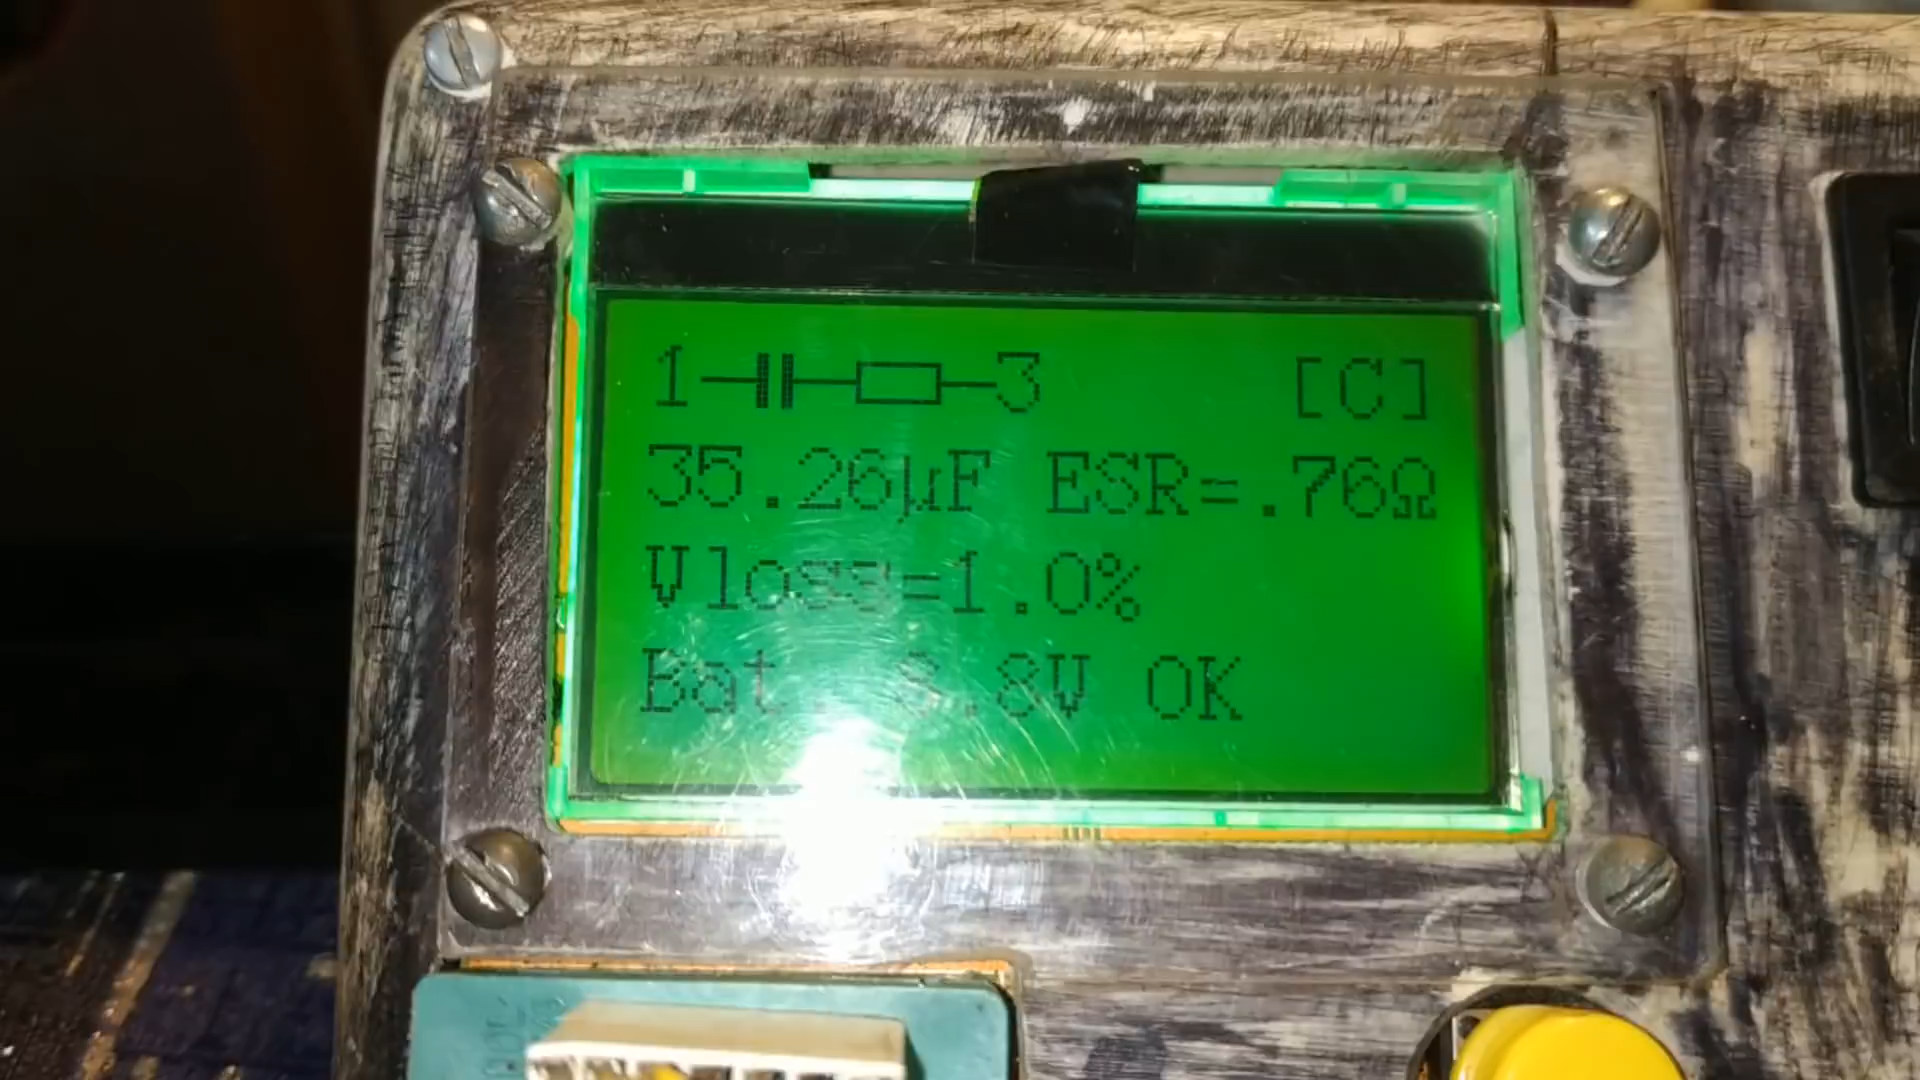 1 3 [C]
35.26µF ESR=.76Ω
Vloss=1.0%
Bat. 3.8V OK